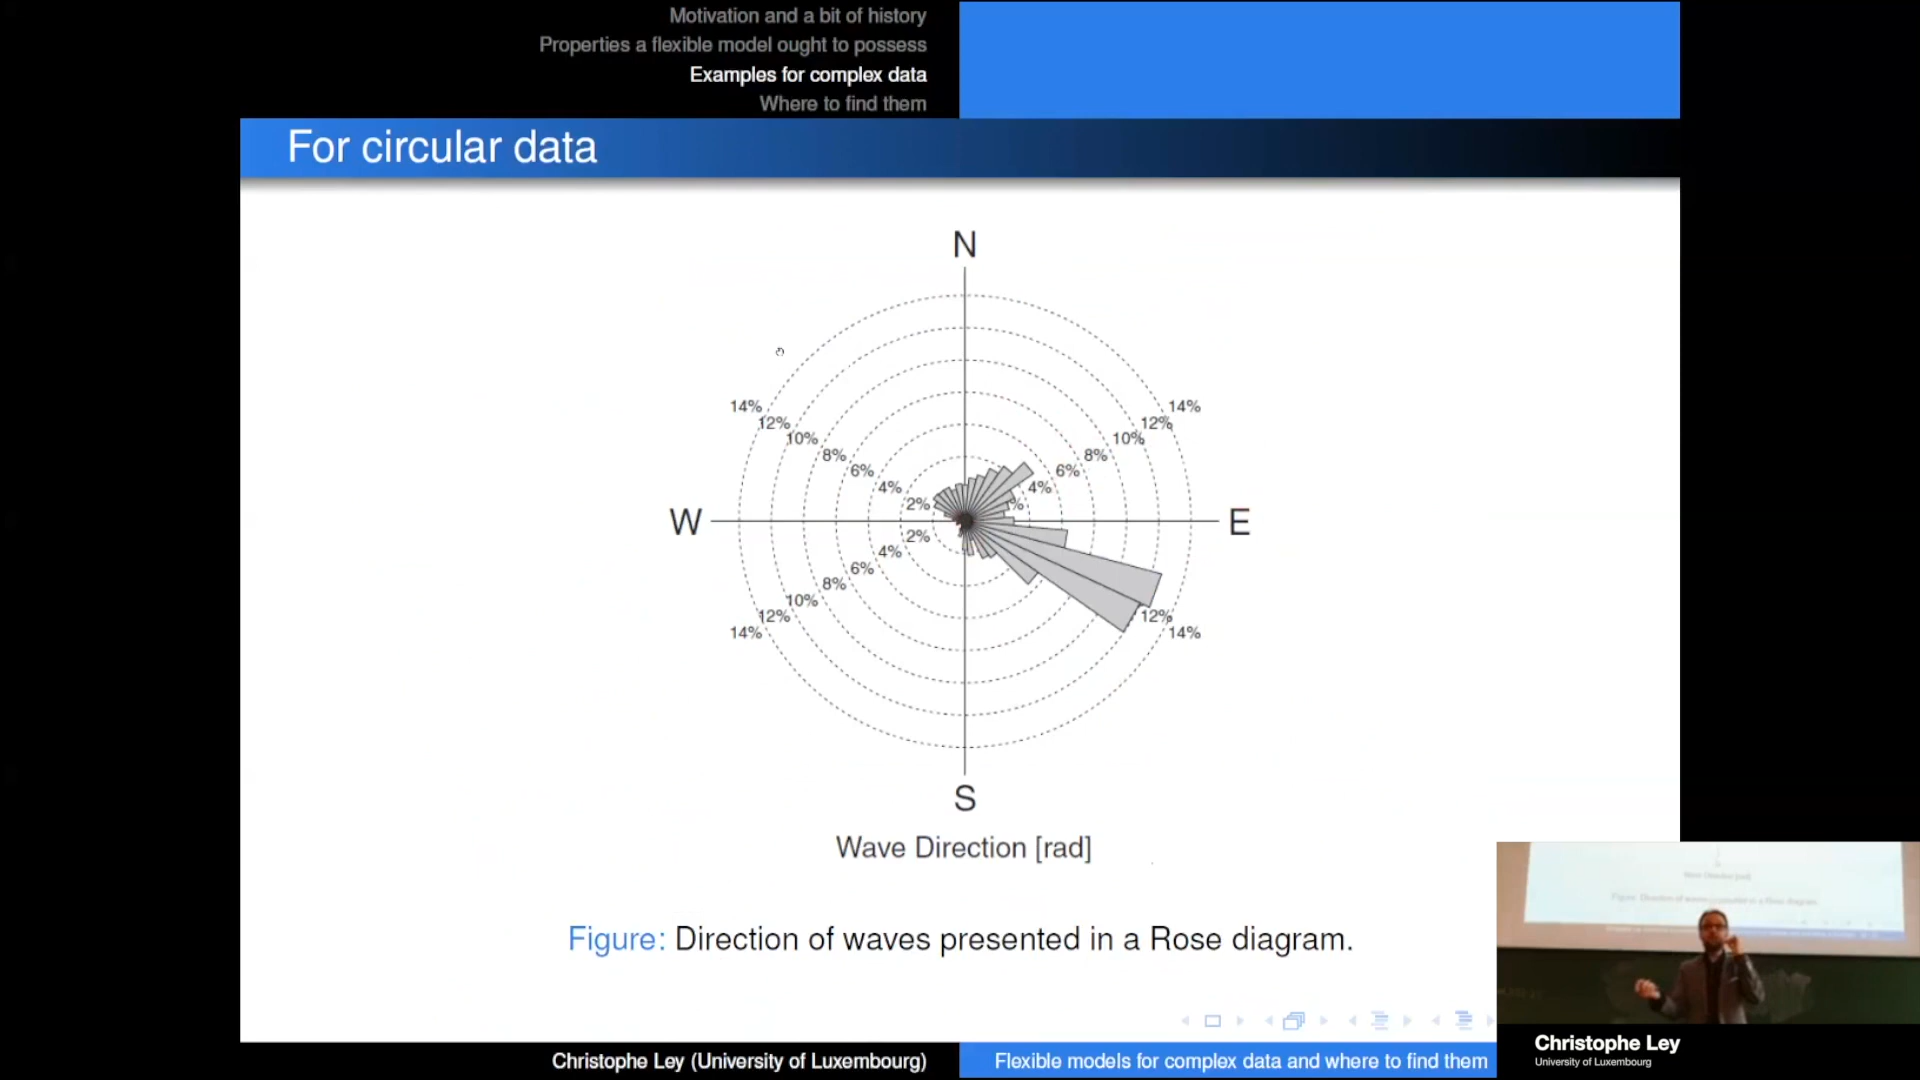 Motivation and a bit of history
Properties a flexible model ought to possess
Examples for complex data
Where to find them
For circular data
N
14% 14%
12% 12%
10% 10%
8% 8%
6% 6%
4% 4%
2% %
W E
2%
4%
6%
8%
10%
12% 12%
14% 14%
S
Wave Direction [rad]
Figure: Direction of waves presented in a Rose diagram.
Christophe Ley (University of Luxembourg) Flexible models for complex data and where to find them
Christophe Ley
University of Luxembourg